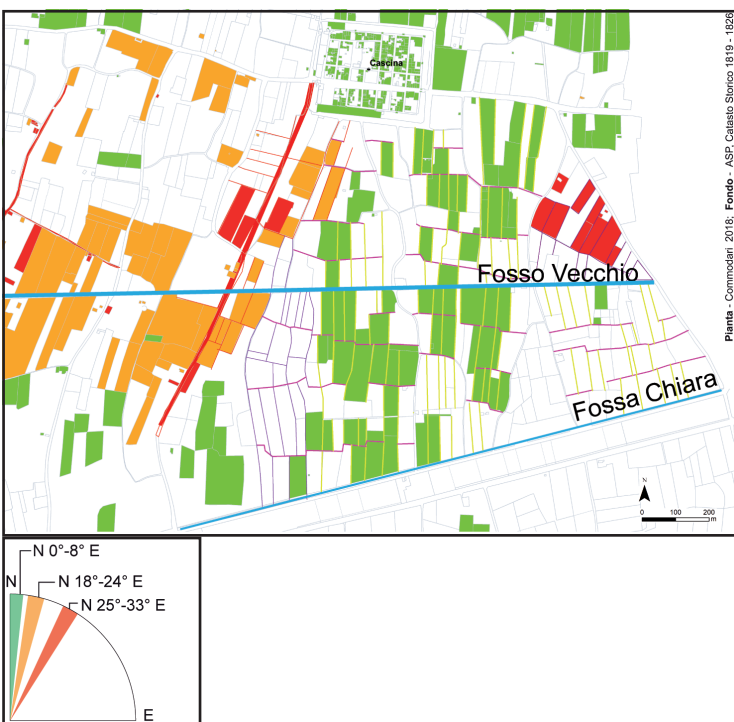 Cascina
Fosso Vecchio
Fossa Chiara
N
0 100 200
m
Pianta - Commodari 2018; Fondo - ASP, Catasto Storico 1819 - 1826
N 0°-8° E
N
N 18°-24° E
N 25°-33° E
E